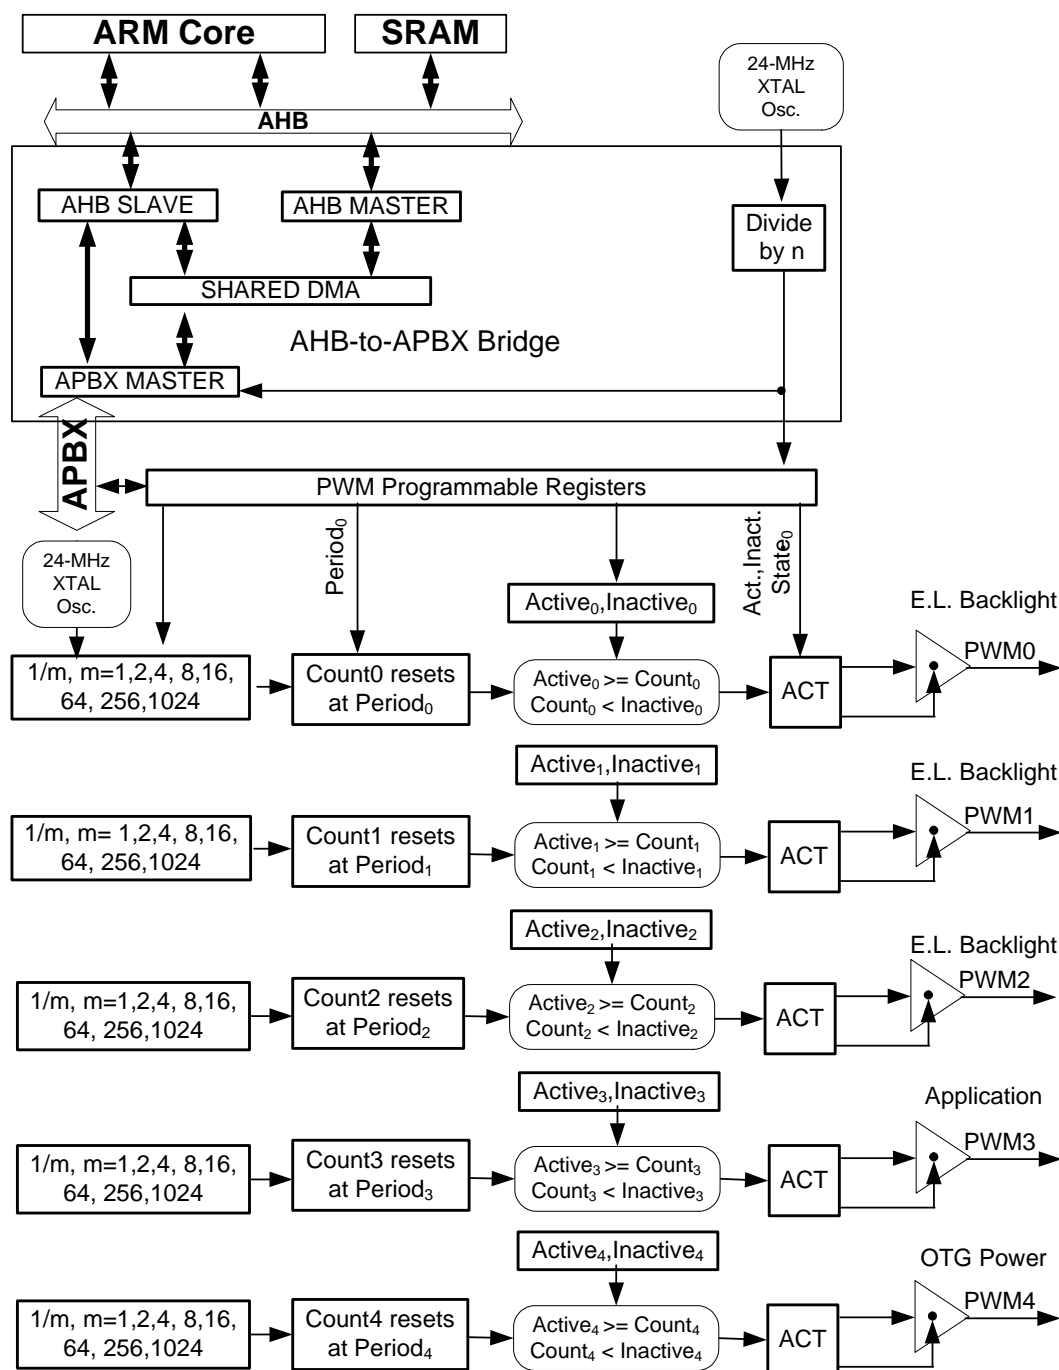 ARM Core
SRAM
24-MHz
XTAL
Osc.
AHB
AHB SLAVE
AHB MASTER
Divide
by n
SHARED DMA
AHB-to-APBX Bridge
APBX MASTER
APBX
PWM Programmable Registers
24-MHz
XTAL
Osc.
Period₀
Act.,Inact.
State₀
Active₀,Inactive₀
E.L. Backlight
1/m, m=1,2,4, 8,16,
64, 256,1024
Count0 resets
at Period₀
Active₀ >= Count₀
Count₀ < Inactive₀
ACT
PWM0
Active₁,Inactive₁
E.L. Backlight
1/m, m= 1,2,4, 8,16,
64, 256,1024
Count1 resets
at Period₁
Active₁ >= Count₁
Count₁ < Inactive₁
ACT
PWM1
Active₂,Inactive₂
E.L. Backlight
1/m, m=1,2,4, 8,16,
64, 256,1024
Count2 resets
at Period₂
Active₂ >= Count₂
Count₂ < Inactive₂
ACT
PWM2
Active₃,Inactive₃
Application
1/m, m=1,2,4, 8,16,
64, 256,1024
Count3 resets
at Period₃
Active₃ >= Count₃
Count₃ < Inactive₃
ACT
PWM3
Active₄,Inactive₄
OTG Power
1/m, m=1,2,4, 8,16,
64, 256,1024
Count4 resets
at Period₄
Active₄ >= Count₄
Count₄ < Inactive₄
ACT
PWM4